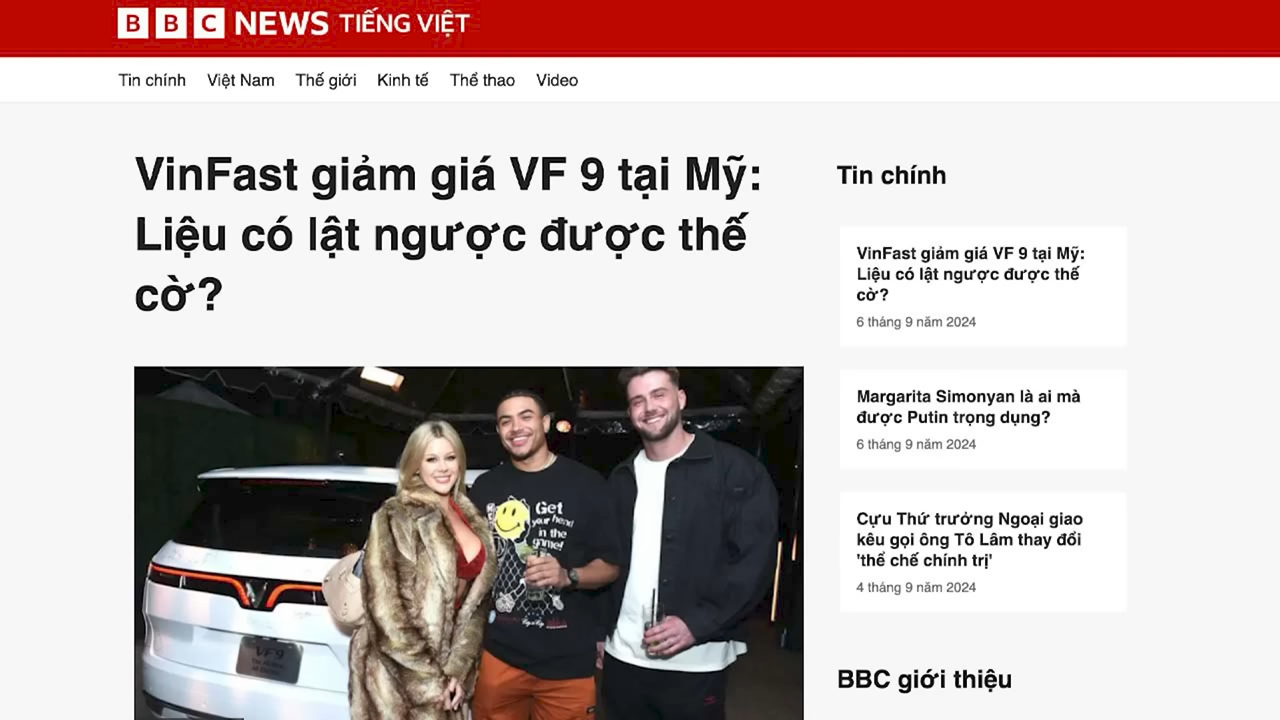 BBC NEWS TIẾNG VIỆT
Tin chính Việt Nam Thế giới Kinh tế Thể thao Video
VinFast giảm giá VF 9 tại Mỹ:
Liệu có lật ngược được thế
cờ?
Get
your head
in the
game!
VF 9
Tin chính
VinFast giảm giá VF 9 tại Mỹ:
Liệu có lật ngược được thế
cờ?
6 tháng 9 năm 2024
Margarita Simonyan là ai mà
được Putin trọng dụng?
6 tháng 9 năm 2024
Cựu Thứ trưởng Ngoại giao
kêu gọi ông Tô Lâm thay đổi
'thể chế chính trị'
4 tháng 9 năm 2024
BBC giới thiệu